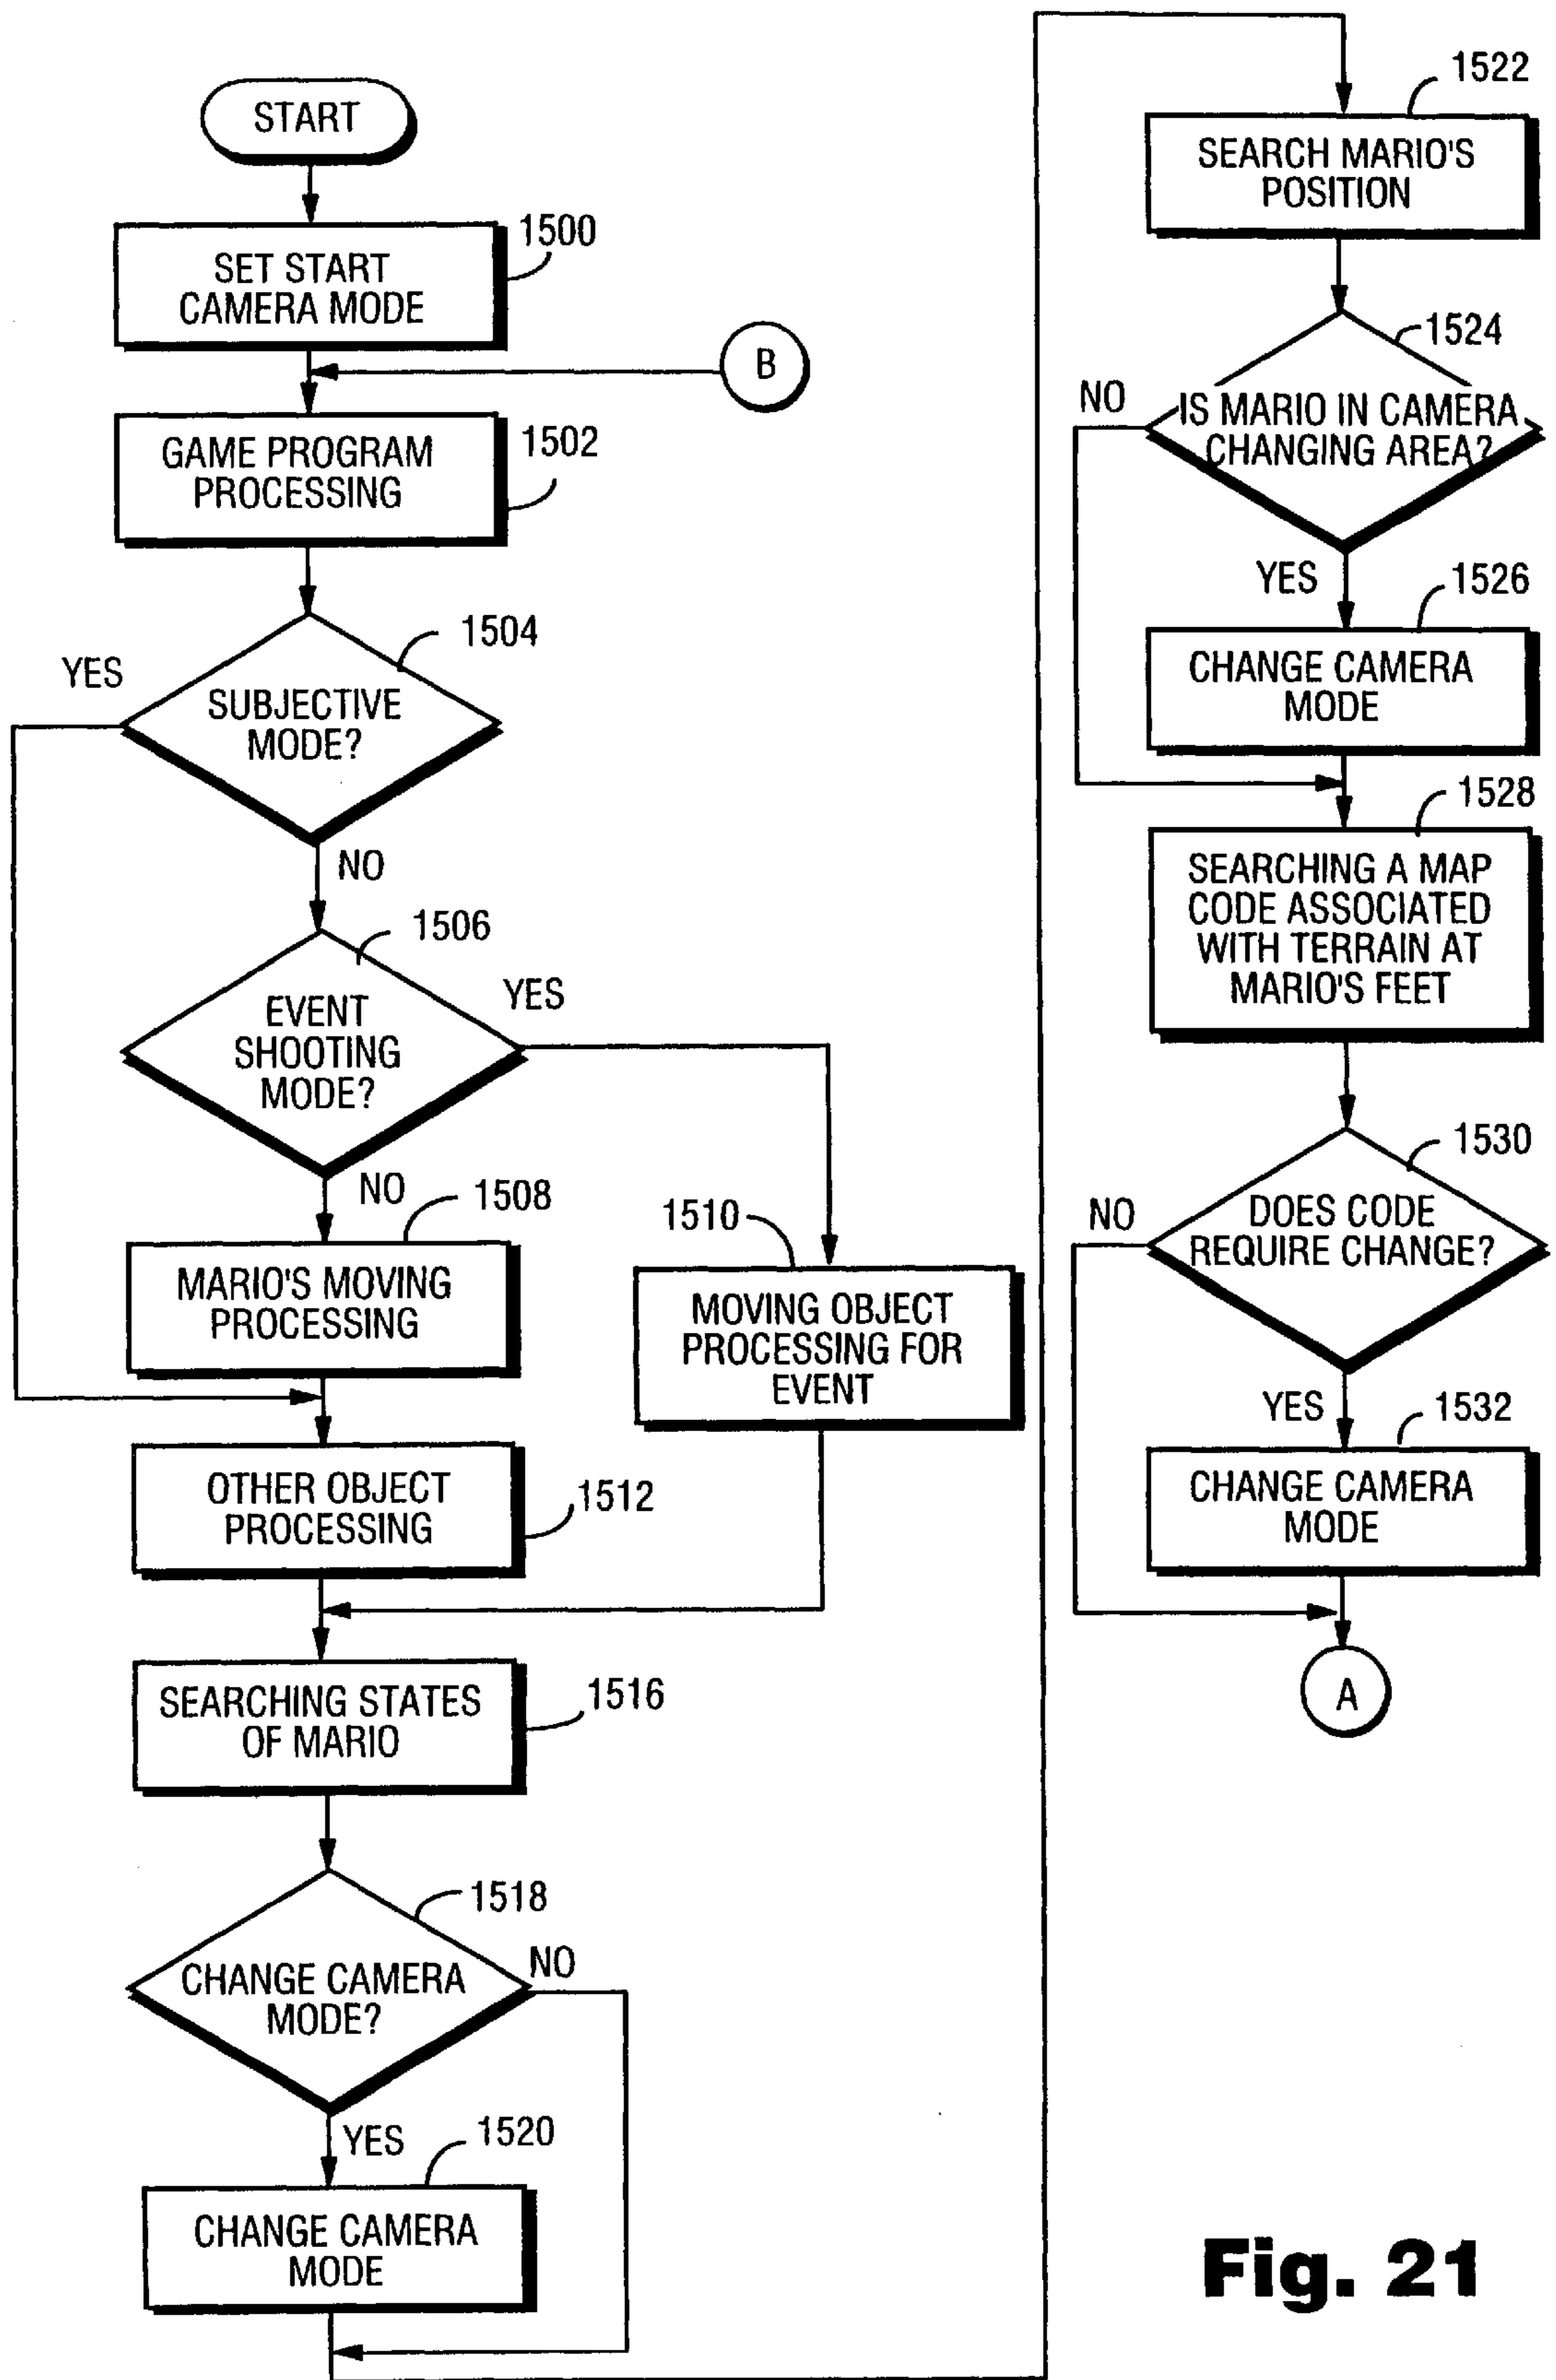 START
1500
SET START
CAMERA MODE
B
GAME PROGRAM
PROCESSING
1502
1504
YES
SUBJECTIVE
MODE?
NO
1506
YES
EVENT
SHOOTING
MODE?
NO
1508
MARIO'S MOVING
PROCESSING
1510
MOVING OBJECT
PROCESSING FOR
EVENT
OTHER OBJECT
PROCESSING
1512
SEARCHING STATES
OF MARIO
1516
1518
NO
CHANGE CAMERA
MODE?
YES
1520
CHANGE CAMERA
MODE
1522
SEARCH MARIO'S
POSITION
1524
NO
IS MARIO IN CAMERA
CHANGING AREA?
YES
1526
CHANGE CAMERA
MODE
1528
SEARCHING A MAP
CODE ASSOCIATED
WITH TERRAIN AT
MARIO'S FEET
1530
NO
DOES CODE
REQUIRE CHANGE?
YES
1532
CHANGE CAMERA
MODE
A
Fig. 21